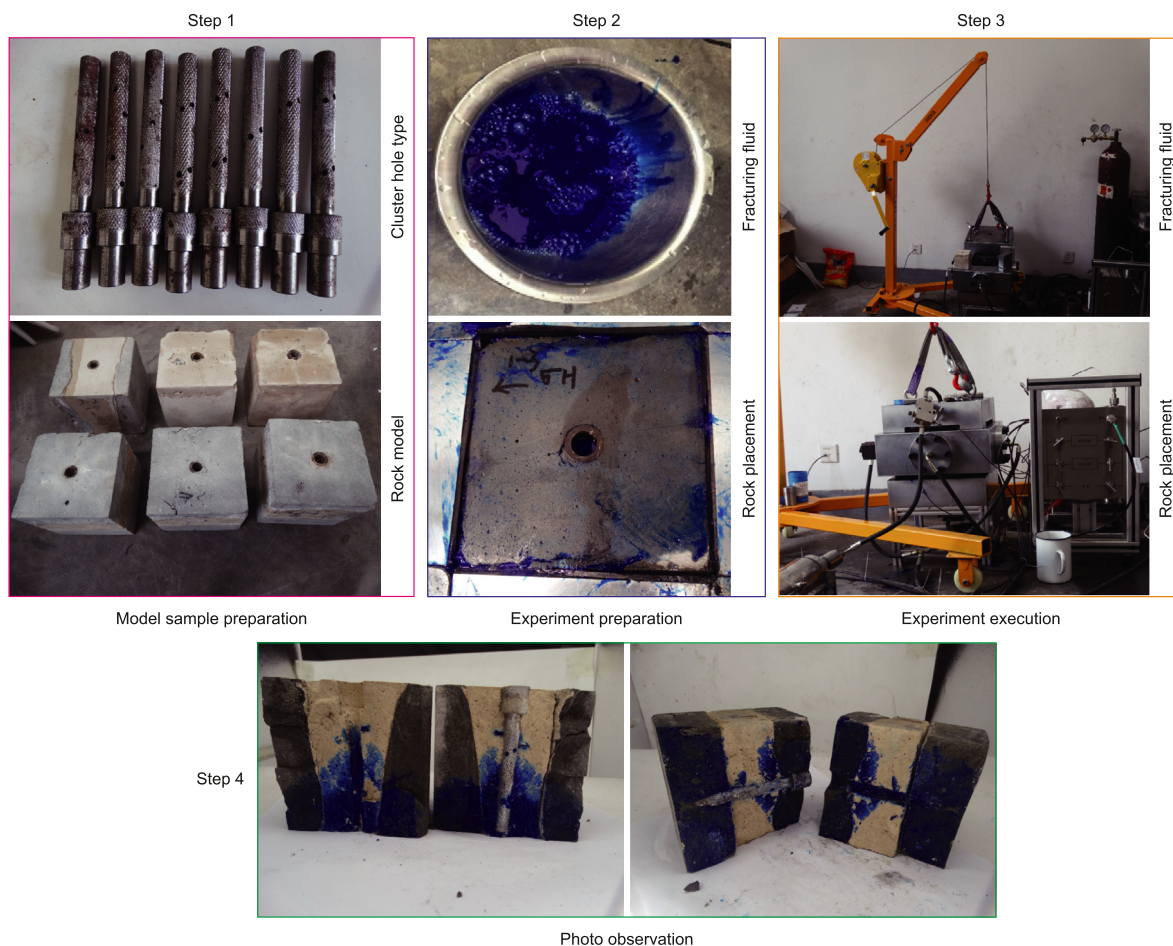 Step 1
Step 2
Step 3
Cluster hole type
Fracturing fluid
Fracturing fluid
Rock model
Rock placement
σH
Rock placement
Model sample preparation
Experiment preparation
Experiment execution
Step 4
Photo observation